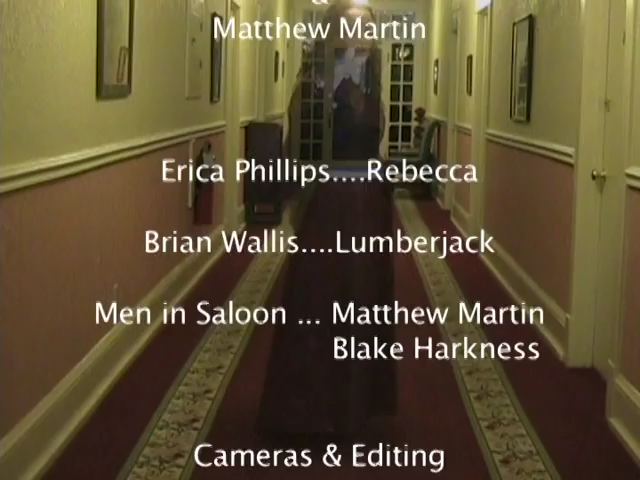 &
Matthew Martin
Erica Phillips....Rebecca
Brian Wallis....Lumberjack
Men in Saloon ... Matthew Martin
Blake Harkness
Cameras & Editing